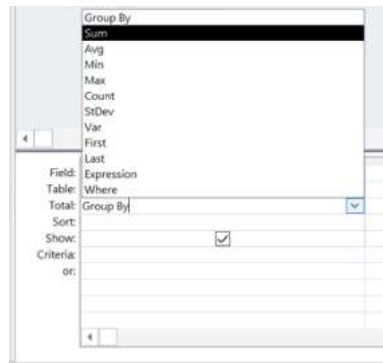 Group By
Sum
Avg
Min
Max
Count
StDev
Var
First
Last
Field: Expression
Table: Where
Total: Group By
Sort:
Show:
Criteria:
or: